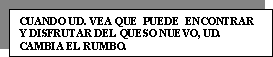 CUANDO UD. VEA QUE PUEDE ENCONTRAR
Y DISFRUTAR DEL QUESO NUEVO, UD.
CAMBIA EL RUMBO.